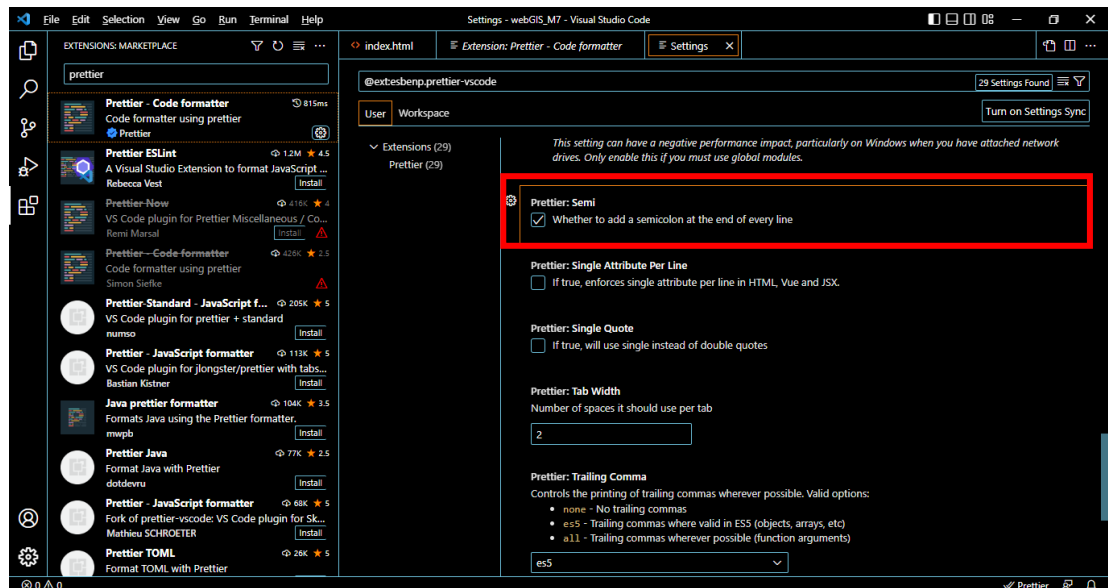 File Edit Selection View Go Run Terminal Help
Settings - webGIS_M7 - Visual Studio Code
EXTENSIONS: MARKETPLACE
prettier
Prettier - Code formatter 815ms
Code formatter using prettier
Prettier
Prettier ESLint 1.2M 4.5
A Visual Studio Extension to format JavaScript ...
Rebecca Vest Install
Prettier Now 416K 4
VS Code plugin for Prettier Miscellaneous / Co...
Remi Marsal Install
Prettier - Code formatter 426K 2.5
Code formatter using prettier
Simon Siefke
Prettier-Standard - JavaScript f... 205K 5
VS Code plugin for prettier + standard
numso Install
Prettier - JavaScript formatter 113K 5
VS Code plugin for jlongster/prettier with tabs...
Bastian Kistner Install
Java prettier formatter 104K 3.5
Formats Java using the Prettier formatter.
mwpb Install
Prettier Java 77K 2.5
Format Java with Prettier
dotdevru Install
Prettier - JavaScript formatter 68K 5
Fork of prettier-vscode: VS Code plugin for Sk...
Mathieu SCHROETER Install
Prettier TOML 26K 5
Format TOML with Prettier
index.html Extension: Prettier - Code formatter Settings
@ext:esbenp.prettier-vscode 29 Settings Found
User Workspace Turn on Settings Sync
Extensions (29)
Prettier (29)
This setting can have a negative performance impact, particularly on Windows when you have attached network
drives. Only enable this if you must use global modules.
Prettier: Semi
Whether to add a semicolon at the end of every line
Prettier: Single Attribute Per Line
If true, enforces single attribute per line in HTML, Vue and JSX.
Prettier: Single Quote
If true, will use single instead of double quotes
Prettier: Tab Width
Number of spaces it should use per tab
2
Prettier: Trailing Comma
Controls the printing of trailing commas wherever possible. Valid options:
• none - No trailing commas
• es5 - Trailing commas where valid in ES5 (objects, arrays, etc)
• all - Trailing commas wherever possible (function arguments)
es5
0 0 Prettier